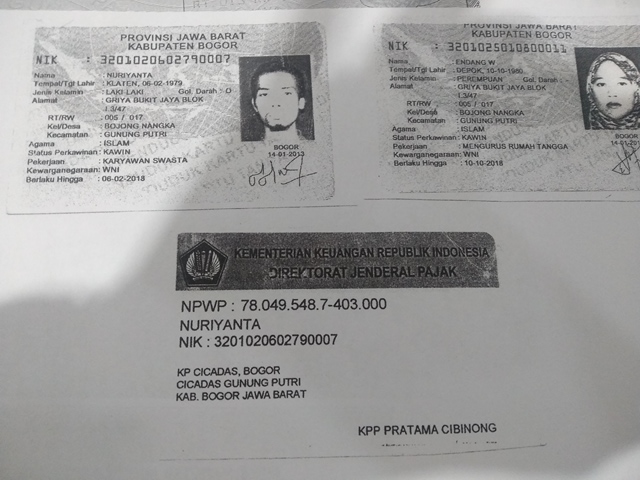 PROVINSI JAWA BARAT
KABUPATEN BOGOR
NIK : 3201020602790007
Nama : NURIYANTA
Tempat/Tgl Lahir : KLATEN, 06-02-1979
Jenis Kelamin : LAKI LAKI Gol. Darah : O
Alamat : GRIYA BUKIT JAYA BLOK
I.3/47
RT/RW : 005 / 017
Kel/Desa : BOJONG NANGKA
Kecamatan : GUNUNG PUTRI
Agama : ISLAM
Status Perkawinan : KAWIN
Pekerjaan : KARYAWAN SWASTA
Kewarganegaraan: WNI
Berlaku Hingga : 06-02-2018
BOGOR
14-01-2013
PROVINSI JAWA BARAT
KABUPATEN BOGOR
NIK : 3201025010800011
Nama : ENDANG W
Tempat/Tgl Lahir : DEPOK, 10-10-1980
Jenis Kelamin : PEREMPUAN Gol. Darah : -
Alamat : GRIYA BUKIT JAYA BLOK
I.3/47
RT/RW : 005 / 017
Kel/Desa : BOJONG NANGKA
Kecamatan : GUNUNG PUTRI
Agama : ISLAM
Status Perkawinan: KAWIN
Pekerjaan : MENGURUS RUMAH TANGGA
Kewarganegaraan: WNI
Berlaku Hingga : 10-10-2018
BOGOR
KEMENTERIAN KEUANGAN REPUBLIK INDONESIA
DIREKTORAT JENDERAL PAJAK
NPWP : 78.049.548.7-403.000
NURIYANTA
NIK : 3201020602790007
KP CICADAS, BOGOR
CICADAS GUNUNG PUTRI
KAB. BOGOR JAWA BARAT
KPP PRATAMA CIBINONG